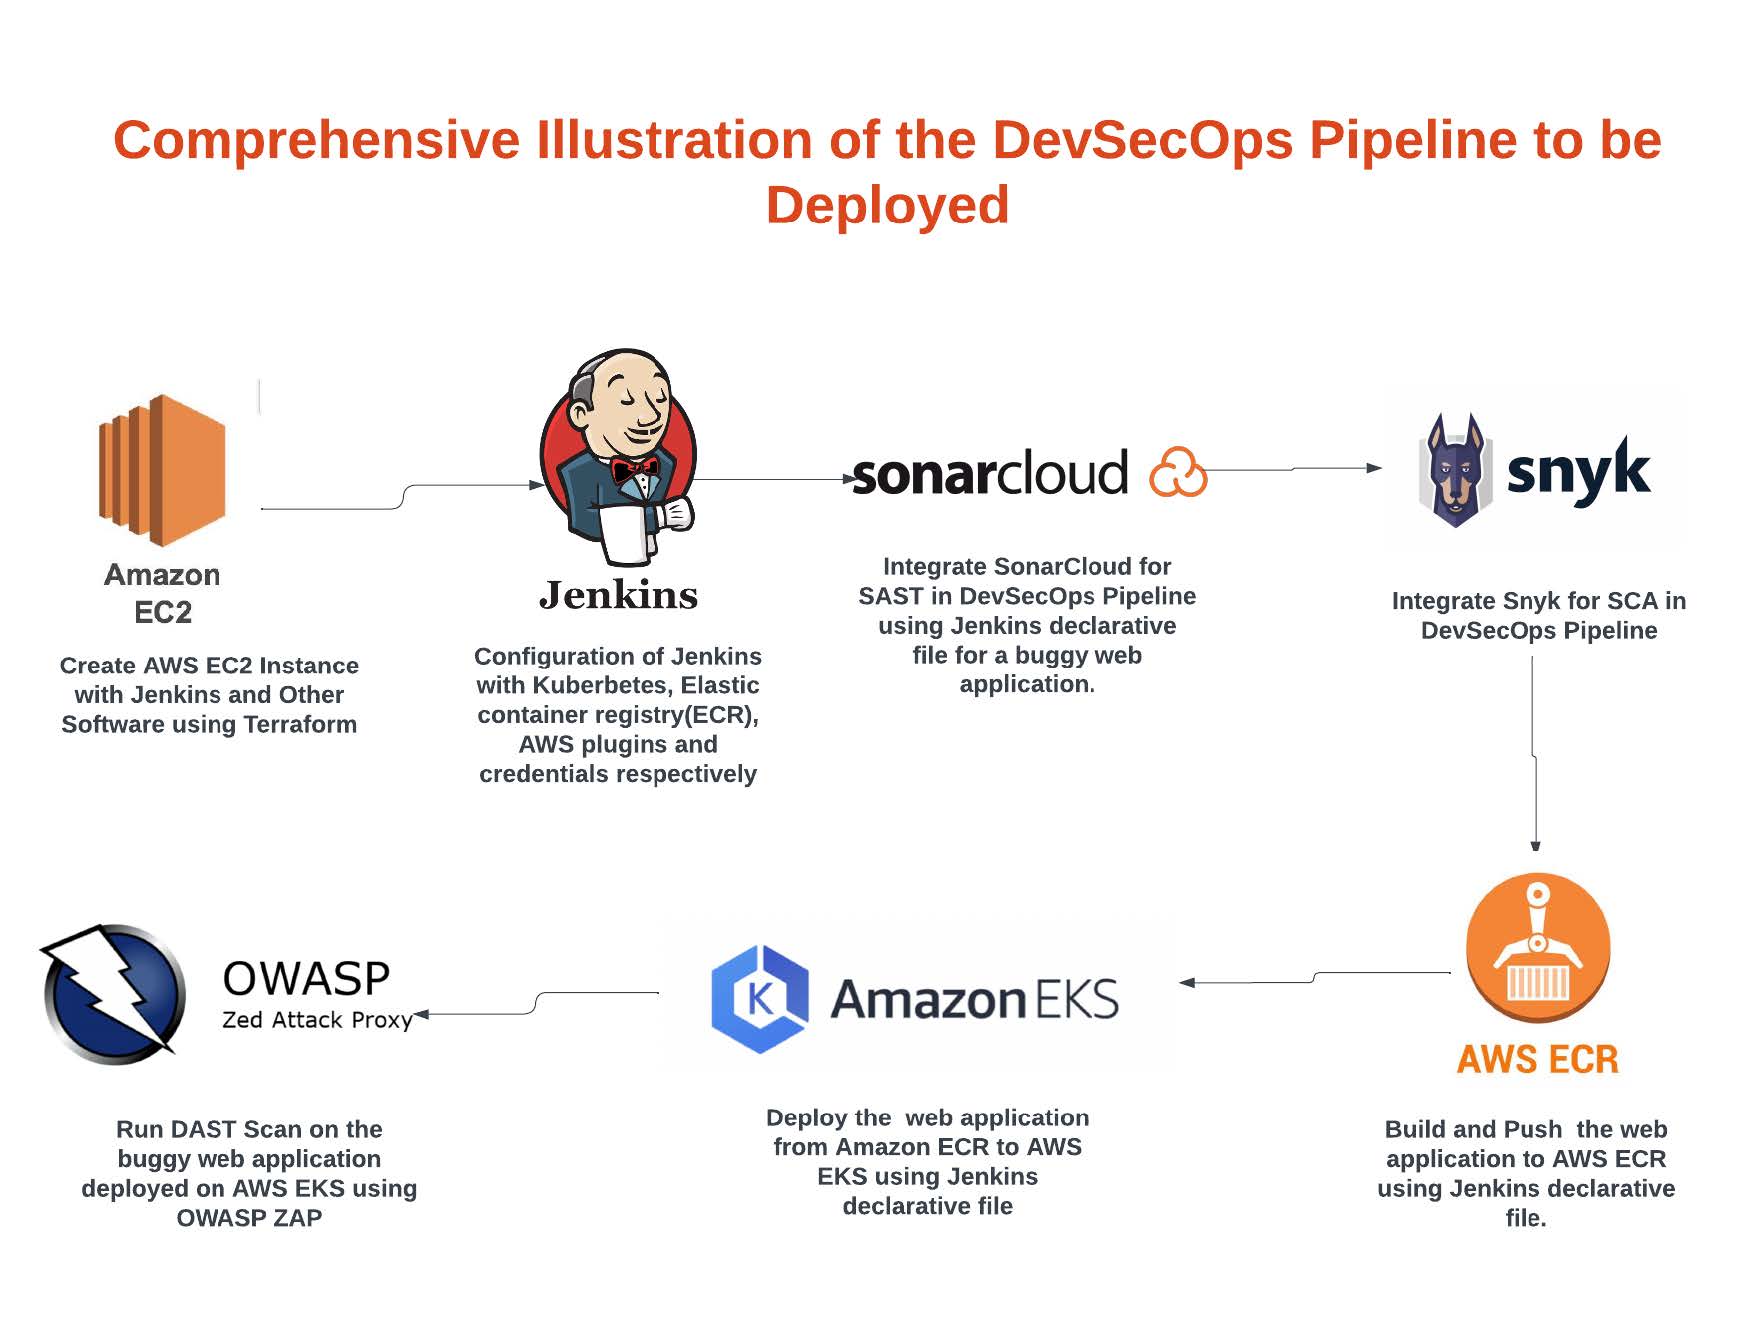 Comprehensive Illustration of the DevSecOps Pipeline to be
Deployed
Amazon
EC2
Create AWS EC2 Instance
with Jenkins and Other
Software using Terraform
Jenkins
Configuration of Jenkins
with Kuberbetes, Elastic
container registry(ECR),
AWS plugins and
credentials respectively
sonarcloud
Integrate SonarCloud for
SAST in DevSecOps Pipeline
using Jenkins declarative
file for a buggy web
application.
snyk
Integrate Snyk for SCA in
DevSecOps Pipeline
AWS ECR
Build and Push  the web
application to AWS ECR
using Jenkins declarative
file.
K
Amazon EKS
Deploy the  web application
from Amazon ECR to AWS
EKS using Jenkins
declarative file
OWASP
Zed Attack Proxy
Run DAST Scan on the
buggy web application
deployed on AWS EKS using
OWASP ZAP